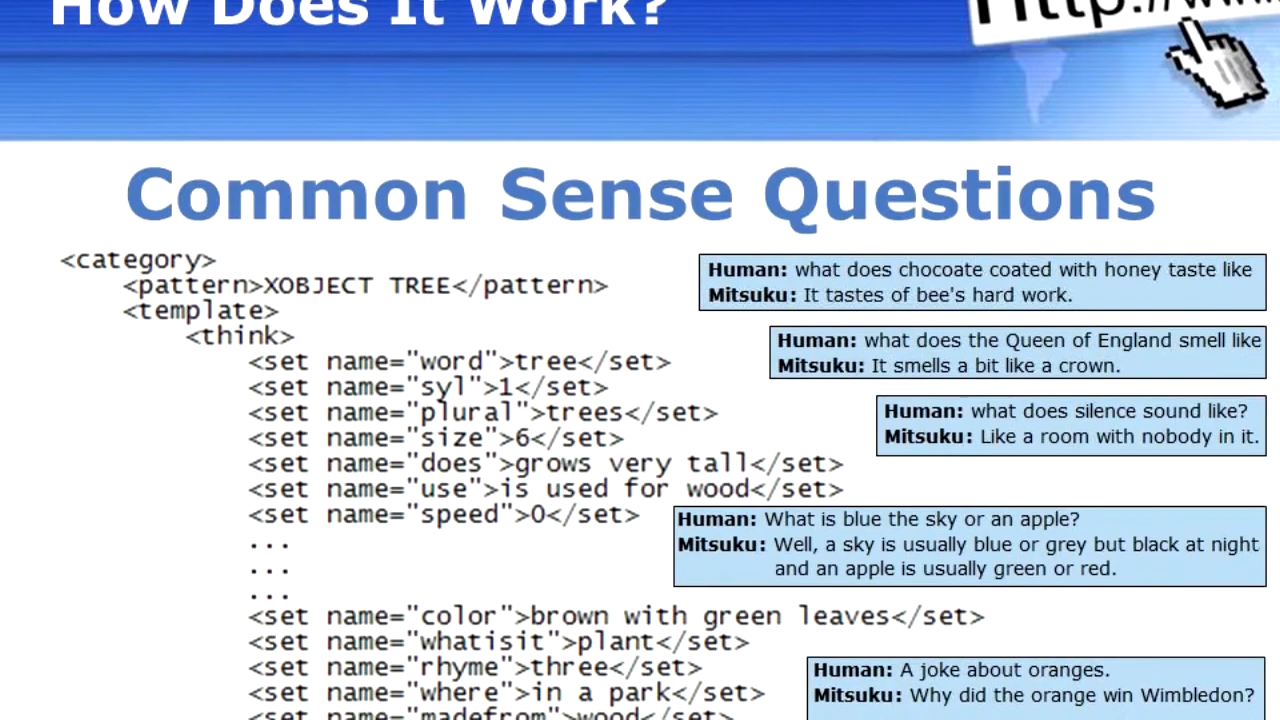 How Does It Work?
Http://www.
Common Sense Questions
<category>
<pattern>XOBJECT TREE</pattern>
<template>
<think>
<set name="word">tree</set>
<set name="syl">1</set>
<set name="plural">trees</set>
<set name="size">6</set>
<set name="does">grows very tall</set>
<set name="use">is used for wood</set>
<set name="speed">0</set>
...
...
...
<set name="color">brown with green leaves</set>
<set name="whatisit">plant</set>
<set name="rhyme">three</set>
<set name="where">in a park</set>
<set name="madefrom">wood</set>
Human: what does chocoate coated with honey taste like
Mitsuku: It tastes of bee's hard work.
Human: what does the Queen of England smell like
Mitsuku: It smells a bit like a crown.
Human: what does silence sound like?
Mitsuku: Like a room with nobody in it.
Human: What is blue the sky or an apple?
Mitsuku: Well, a sky is usually blue or grey but black at night
and an apple is usually green or red.
Human: A joke about oranges.
Mitsuku: Why did the orange win Wimbledon?